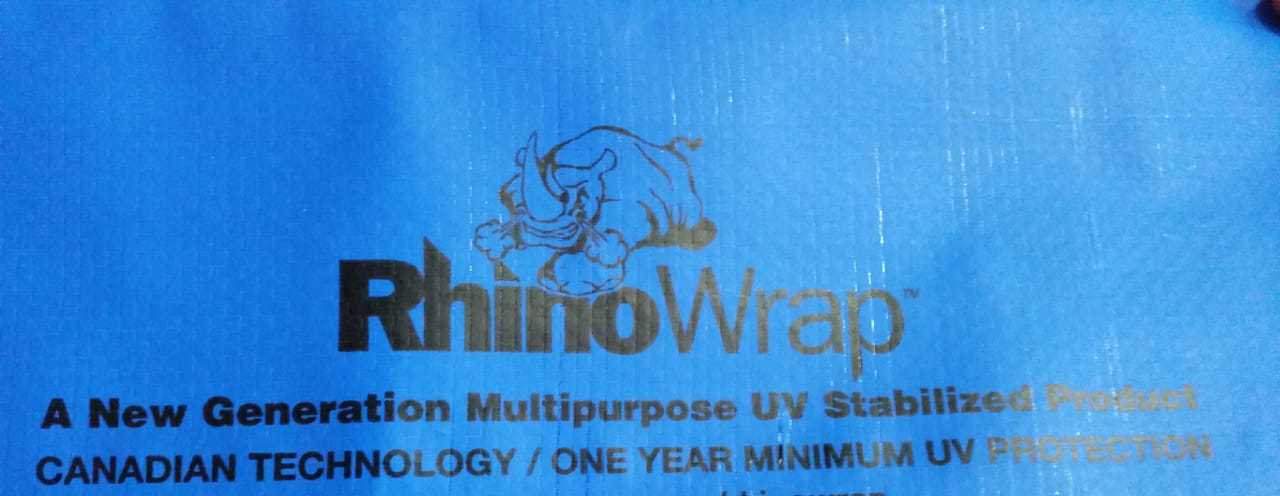 RhinoWrap™
A New Generation Multipurpose UV Stabilized Product
CANADIAN TECHNOLOGY / ONE YEAR MINIMUM UV PROTECTION